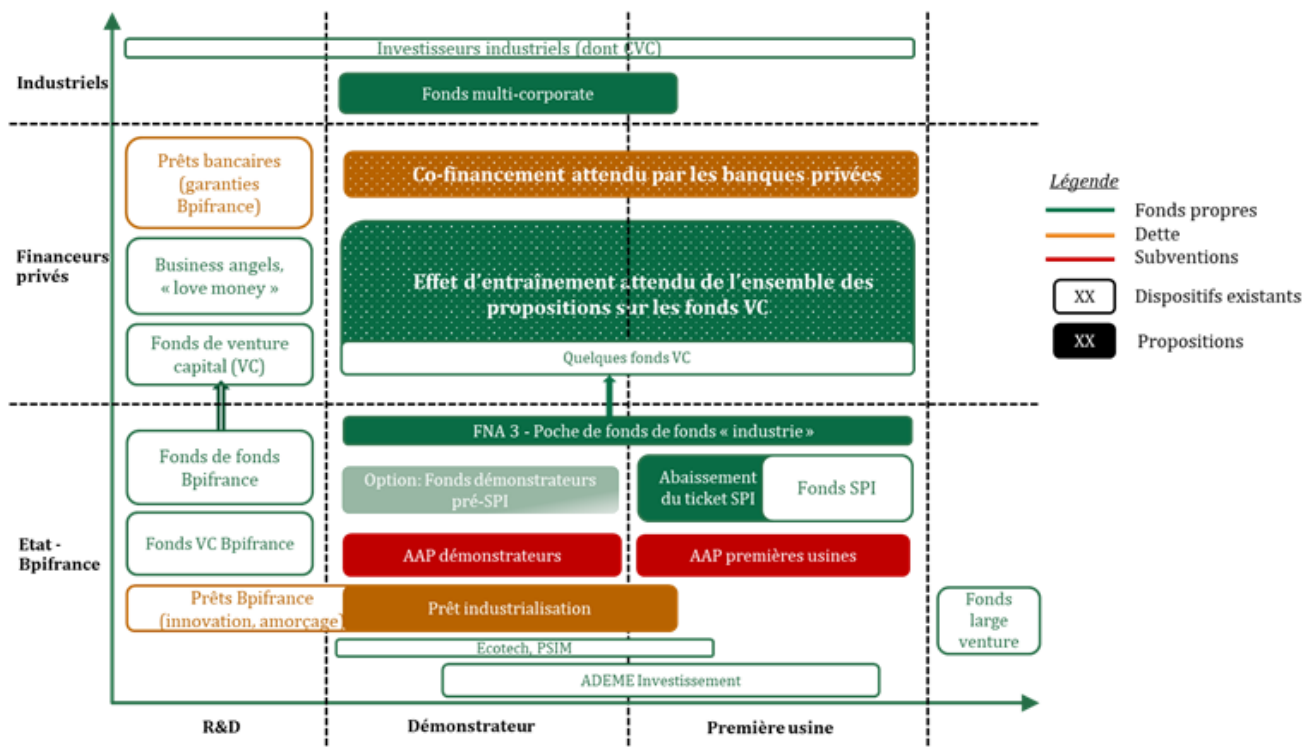 Investisseurs industriels (dont CVC)
Industriels
Fonds multi-corporate
Prêts bancaires
(garanties
Bpifrance)
Co-financement attendu par les banques privées
Financeurs
privés
Business angels,
« love money »
Effet d'entraînement attendu de l'ensemble des
propositions sur les fonds VC
Fonds de venture
capital (VC)
Quelques fonds VC
FNA 3 - Poche de fonds de fonds « industrie »
Fonds de fonds
Bpifrance
Option: Fonds démonstrateurs
pré-SPI
Abaissement
du ticket SPI
Fonds SPI
Etat -
Bpifrance
Fonds VC Bpifrance
AAP démonstrateurs
AAP premières usines
Prêts Bpifrance
(innovation, amorçage)
Prêt industrialisation
Fonds
large
venture
Ecotech, PSIM
ADEME Investissement
R&D
Démonstrateur
Première usine
Légende
Fonds propres
Dette
Subventions
XX
Dispositifs existants
XX
Propositions